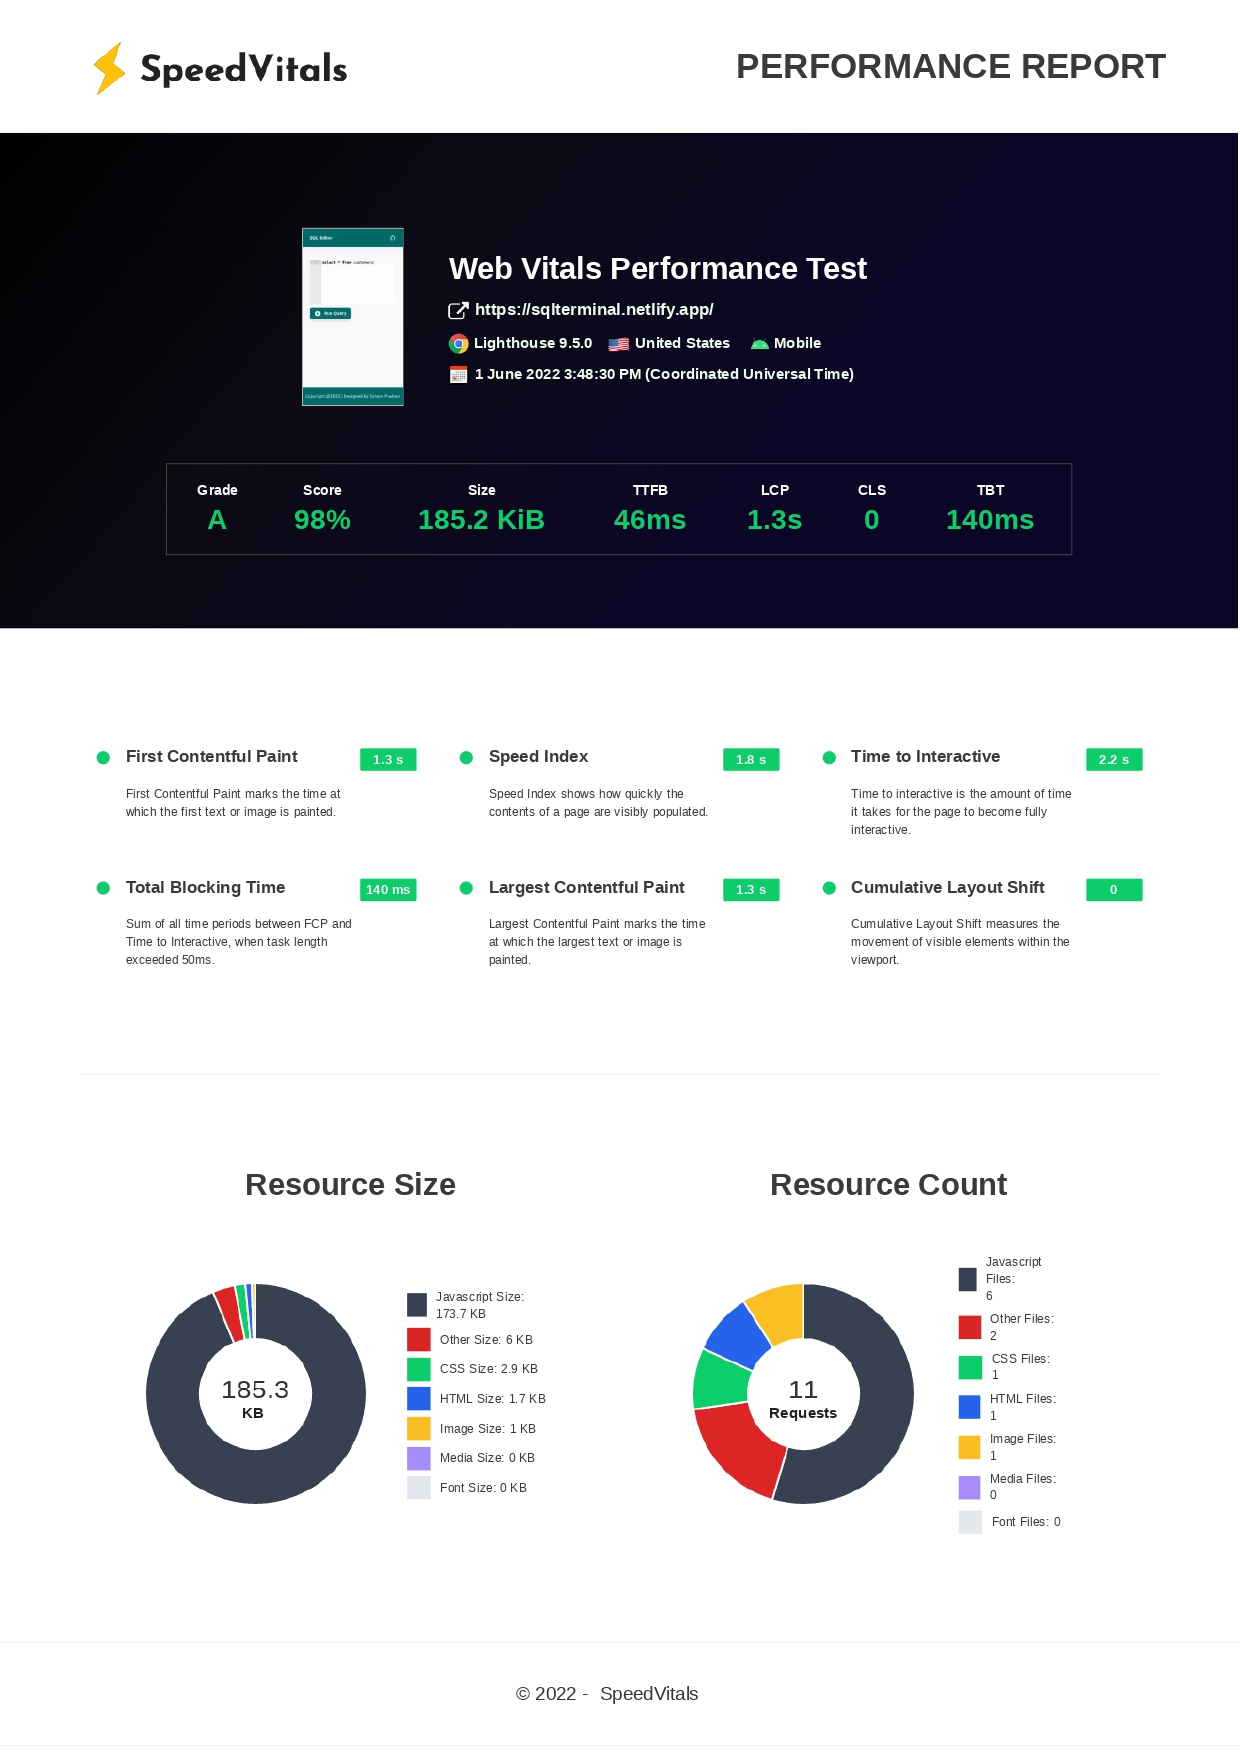 SpeedVitals
PERFORMANCE REPORT
SQL Editor
select * from customers
Run Query
Copyright @2022 | Designed by Soham Pradhan
Web Vitals Performance Test
https://sqlterminal.netlify.app/
Lighthouse 9.5.0 United States Mobile
1 June 2022 3:48:30 PM (Coordinated Universal Time)
Grade Score Size TTFB LCP CLS TBT
A 98% 185.2 KiB 46ms 1.3s 0 140ms
First Contentful Paint 1.3 s
First Contentful Paint marks the time at
which the first text or image is painted.
Speed Index 1.8 s
Speed Index shows how quickly the
contents of a page are visibly populated.
Time to Interactive 2.2 s
Time to interactive is the amount of time
it takes for the page to become fully
interactive.
Total Blocking Time 140 ms
Sum of all time periods between FCP and
Time to Interactive, when task length
exceeded 50ms.
Largest Contentful Paint 1.3 s
Largest Contentful Paint marks the time
at which the largest text or image is
painted.
Cumulative Layout Shift 0
Cumulative Layout Shift measures the
movement of visible elements within the
viewport.
Resource Size
185.3
KB
Javascript Size:
173.7 KB
Other Size: 6 KB
CSS Size: 2.9 KB
HTML Size: 1.7 KB
Image Size: 1 KB
Media Size: 0 KB
Font Size: 0 KB
Resource Count
11
Requests
Javascript
Files:
6
Other Files:
2
CSS Files:
1
HTML Files:
1
Image Files:
1
Media Files:
0
Font Files: 0
© 2022 - SpeedVitals